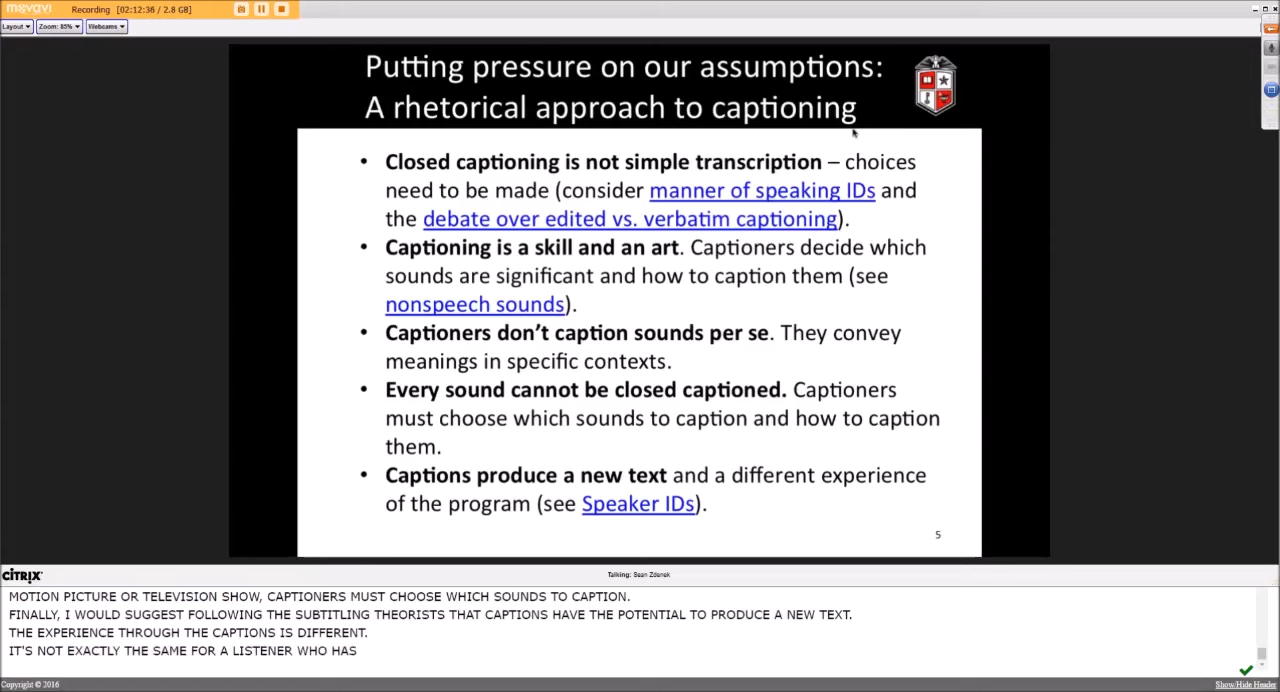 movavi Recording [02:12:36 / 2.8 GB]
Layout Zoom: 85% Webcams
Putting pressure on our assumptions:
A rhetorical approach to captioning
• Closed captioning is not simple transcription – choices
need to be made (consider manner of speaking IDs and
the debate over edited vs. verbatim captioning).
• Captioning is a skill and an art. Captioners decide which
sounds are significant and how to caption them (see
nonspeech sounds).
• Captioners don't caption sounds per se. They convey
meanings in specific contexts.
• Every sound cannot be closed captioned. Captioners
must choose which sounds to caption and how to caption
them.
• Captions produce a new text and a different experience
of the program (see Speaker IDs).
5
CITRIX Talking: Sean Zdenek
MOTION PICTURE OR TELEVISION SHOW, CAPTIONERS MUST CHOOSE WHICH SOUNDS TO CAPTION.
FINALLY, I WOULD SUGGEST FOLLOWING THE SUBTITLING THEORISTS THAT CAPTIONS HAVE THE POTENTIAL TO PRODUCE A NEW TEXT.
THE EXPERIENCE THROUGH THE CAPTIONS IS DIFFERENT.
IT'S NOT EXACTLY THE SAME FOR A LISTENER WHO HAS
Copyright © 2016 Show/Hide Header